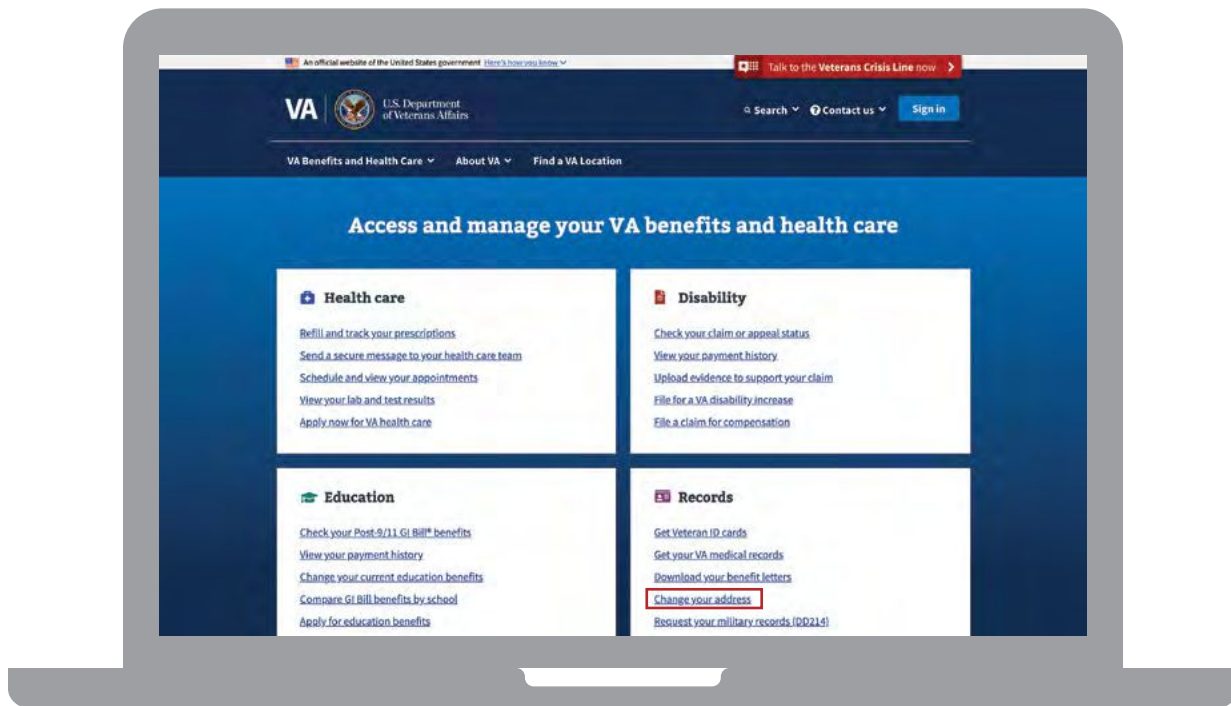 An official website of the United States government Here's how you know
Talk to the Veterans Crisis Line now
VA
U.S. Department
of Veterans Affairs
Search
Contact us
Sign in
VA Benefits and Health Care
About VA
Find a VA Location
Access and manage your VA benefits and health care
Health care
Refill and track your prescriptions
Send a secure message to your health care team
Schedule and view your appointments
View your lab and test results
Apply now for VA health care
Disability
Check your claim or appeal status
View your payment history
Upload evidence to support your claim
File for a VA disability increase
File a claim for compensation
Education
Check your Post-9/11 GI Bill® benefits
View your payment history
Change your current education benefits
Compare GI Bill benefits by school
Apply for education benefits
Records
Get Veteran ID cards
Get your VA medical records
Download your benefit letters
Change your address
Request your military records (DD214)